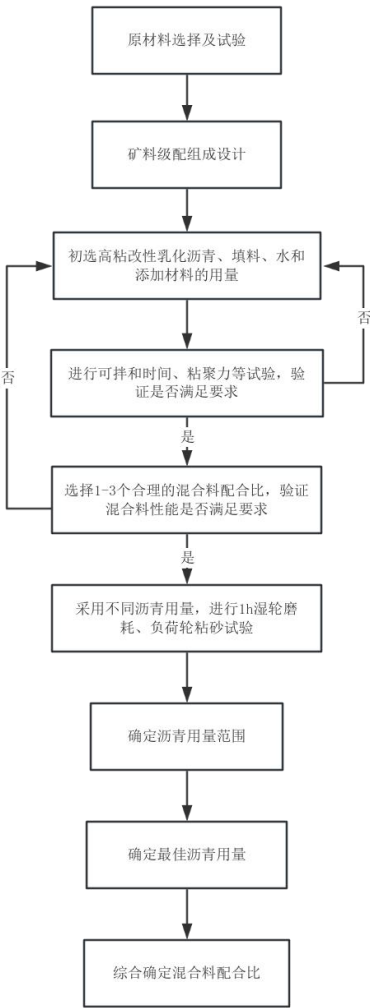 原材料选择及试验
矿料级配组成设计
初选高粘改性乳化沥青、填料、水和
添加材料的用量
否
进行可拌和时间、粘聚力等试验，验
证是否满足要求
否
是
选择1-3个合理的混合料配合比，验证
混合料性能是否满足要求
是
采用不同沥青用量，进行1h湿轮磨
耗、负荷轮粘砂试验
确定沥青用量范围
确定最佳沥青用量
综合确定混合料配合比